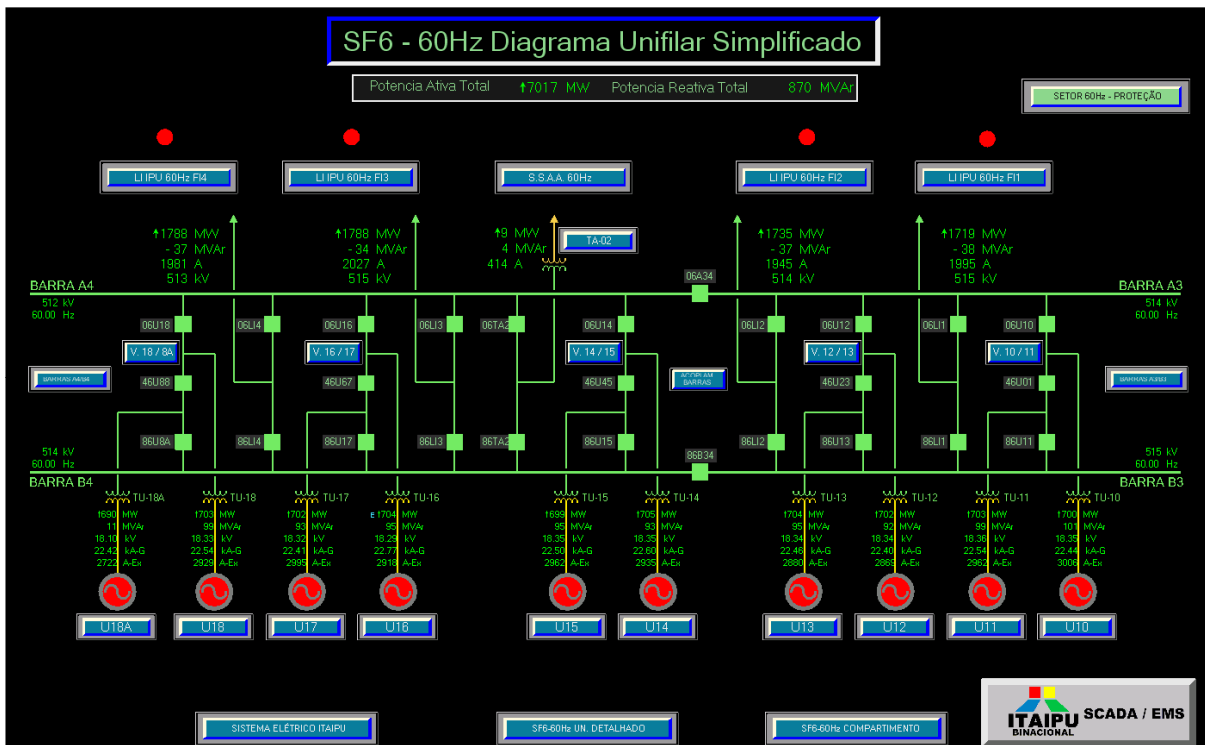 SF6 - 60Hz Diagrama Unifilar Simplificado
Potencia Ativa Total ↑7017 MW Potencia Reativa Total 870 MVAr
SETOR 60Hz - PROTEÇÃO
LI IPU 60Hz FI4 LI IPU 60Hz FI3 S.S.A.A. 60Hz LI IPU 60Hz FI2 LI IPU 60Hz FI1
↑1788 MW ↑1788 MW ↑9 MW ↑1735 MW ↑1719 MW
- 37 MVAr - 34 MVAr 4 MVAr TA-02 - 37 MVAr - 38 MVAr
1981 A 2027 A 414 A 1945 A 1995 A
513 kV 515 kV 514 kV 515 kV
06A34
BARRA A4 BARRA A3
512 kV 514 kV
60.00 Hz 60.00 Hz
06U18 06LI4 06U16 06LI3 06TA2 06U14 06LI2 06U12 06LI1 06U10
V. 18 / 8A V. 16 / 17 V. 14 / 15 V. 12 / 13 V. 10 / 11
ACOPLAM
BARRAS
BARRAS
46U88 46U67 46U45 46U23 46U01
86U8A 86LI4 86U17 86LI3 86TA2 86U15 86LI2 86U13 86LI1 86U11
86B34
514 kV 515 kV
60.00 Hz 60.00 Hz
BARRA B4 BARRA B3
TU-18A TU-18 TU-17 TU-16 TU-15 TU-14 TU-13 TU-12 TU-11 TU-10
↑690 MW ↑703 MW ↑702 MW E ↑704 MW ↑699 MW ↑705 MW ↑704 MW ↑702 MW ↑703 MW ↑700 MW
11 MVAr 99 MVAr 93 MVAr 95 MVAr 95 MVAr 93 MVAr 95 MVAr 92 MVAr 99 MVAr 101 MVAr
18.10 kV 18.33 kV 18.32 kV 18.29 kV 18.35 kV 18.35 kV 18.34 kV 18.34 kV 18.36 kV 18.35 kV
22.42 kA-G 22.54 kA-G 22.41 kA-G 22.77 kA-G 22.50 kA-G 22.60 kA-G 22.46 kA-G 22.40 kA-G 22.54 kA-G 22.44 kA-G
2722 A-Ex 2929 A-Ex 2995 A-Ex 2918 A-Ex 2962 A-Ex 2935 A-Ex 2880 A-Ex 2869 A-Ex 2962 A-Ex 3006 A-Ex
U18A U18 U17 U16 U15 U14 U13 U12 U11 U10
SISTEMA ELÉTRICO ITAIPU SF6-60Hz UN. DETALHADO SF6-60Hz COMPARTIMENTO
ITAIPU
BINACIONAL
SCADA / EMS